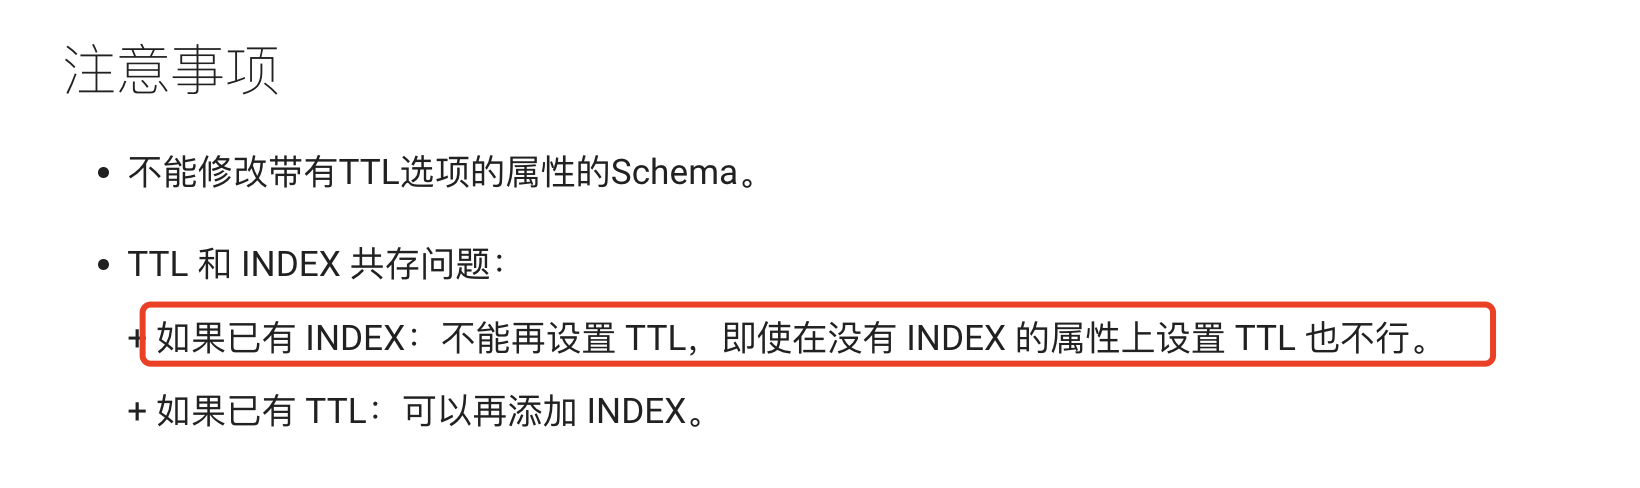 注意事项
• 不能修改带有TTL选项的属性的Schema。
• TTL 和 INDEX 共存问题：
+ 如果已有 INDEX：不能再设置 TTL，即使在没有 INDEX 的属性上设置 TTL 也不行。
+ 如果已有 TTL：可以再添加 INDEX。